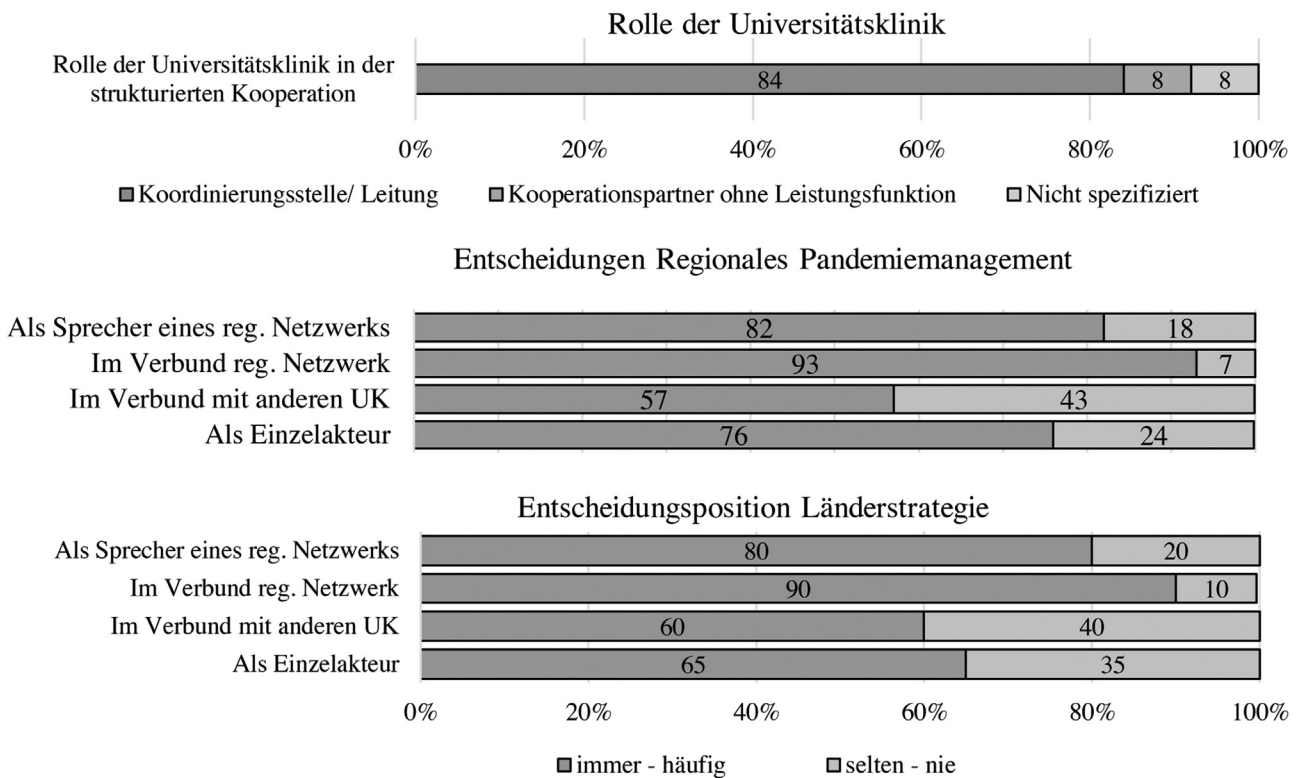 Rolle der Universitätsklinik
Rolle der Universitätsklinik in der
strukturierten Kooperation
84 8 8
0% 20% 40% 60% 80% 100%
Koordinierungsstelle/ Leitung Kooperationspartner ohne Leistungsfunktion Nicht spezifiziert
Entscheidungen Regionales Pandemiemanagement
Als Sprecher eines reg. Netzwerks 82 18
Im Verbund reg. Netzwerk 93 7
Im Verbund mit anderen UK 57 43
Als Einzelakteur 76 24
Entscheidungsposition Länderstrategie
Als Sprecher eines reg. Netzwerks 80 20
Im Verbund reg. Netzwerk 90 10
Im Verbund mit anderen UK 60 40
Als Einzelakteur 65 35
0% 20% 40% 60% 80% 100%
immer - häufig selten - nie